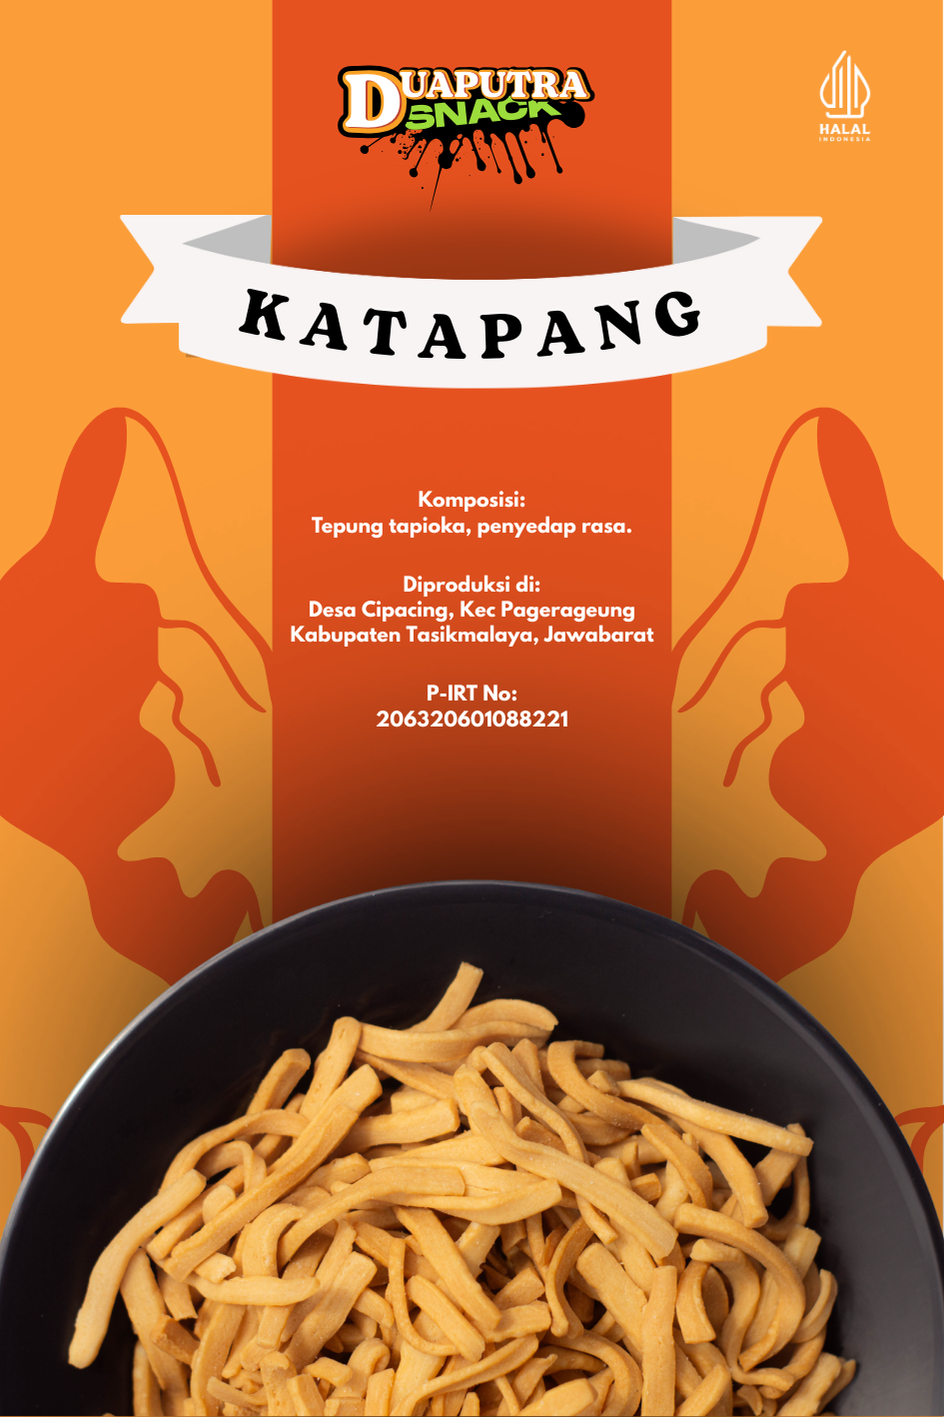 DUAPUTRA
SNACK
HALAL
INDONESIA
KATAPANG
Komposisi:
Tepung tapioka, penyedap rasa.
Diproduksi di:
Desa Cipacing, Kec Pagerageung
Kabupaten Tasikmalaya, Jawabarat
P-IRT No:
206320601088221